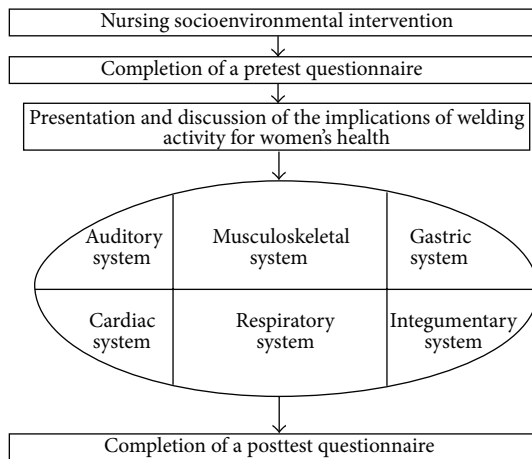 Nursing socioenvironmental intervention
Completion of a pretest questionnaire
Presentation and discussion of the implications of welding
activity for women's health
Auditory
system
Musculoskeletal
system
Gastric
system
Cardiac
system
Respiratory
system
Integumentary
system
Completion of a posttest questionnaire